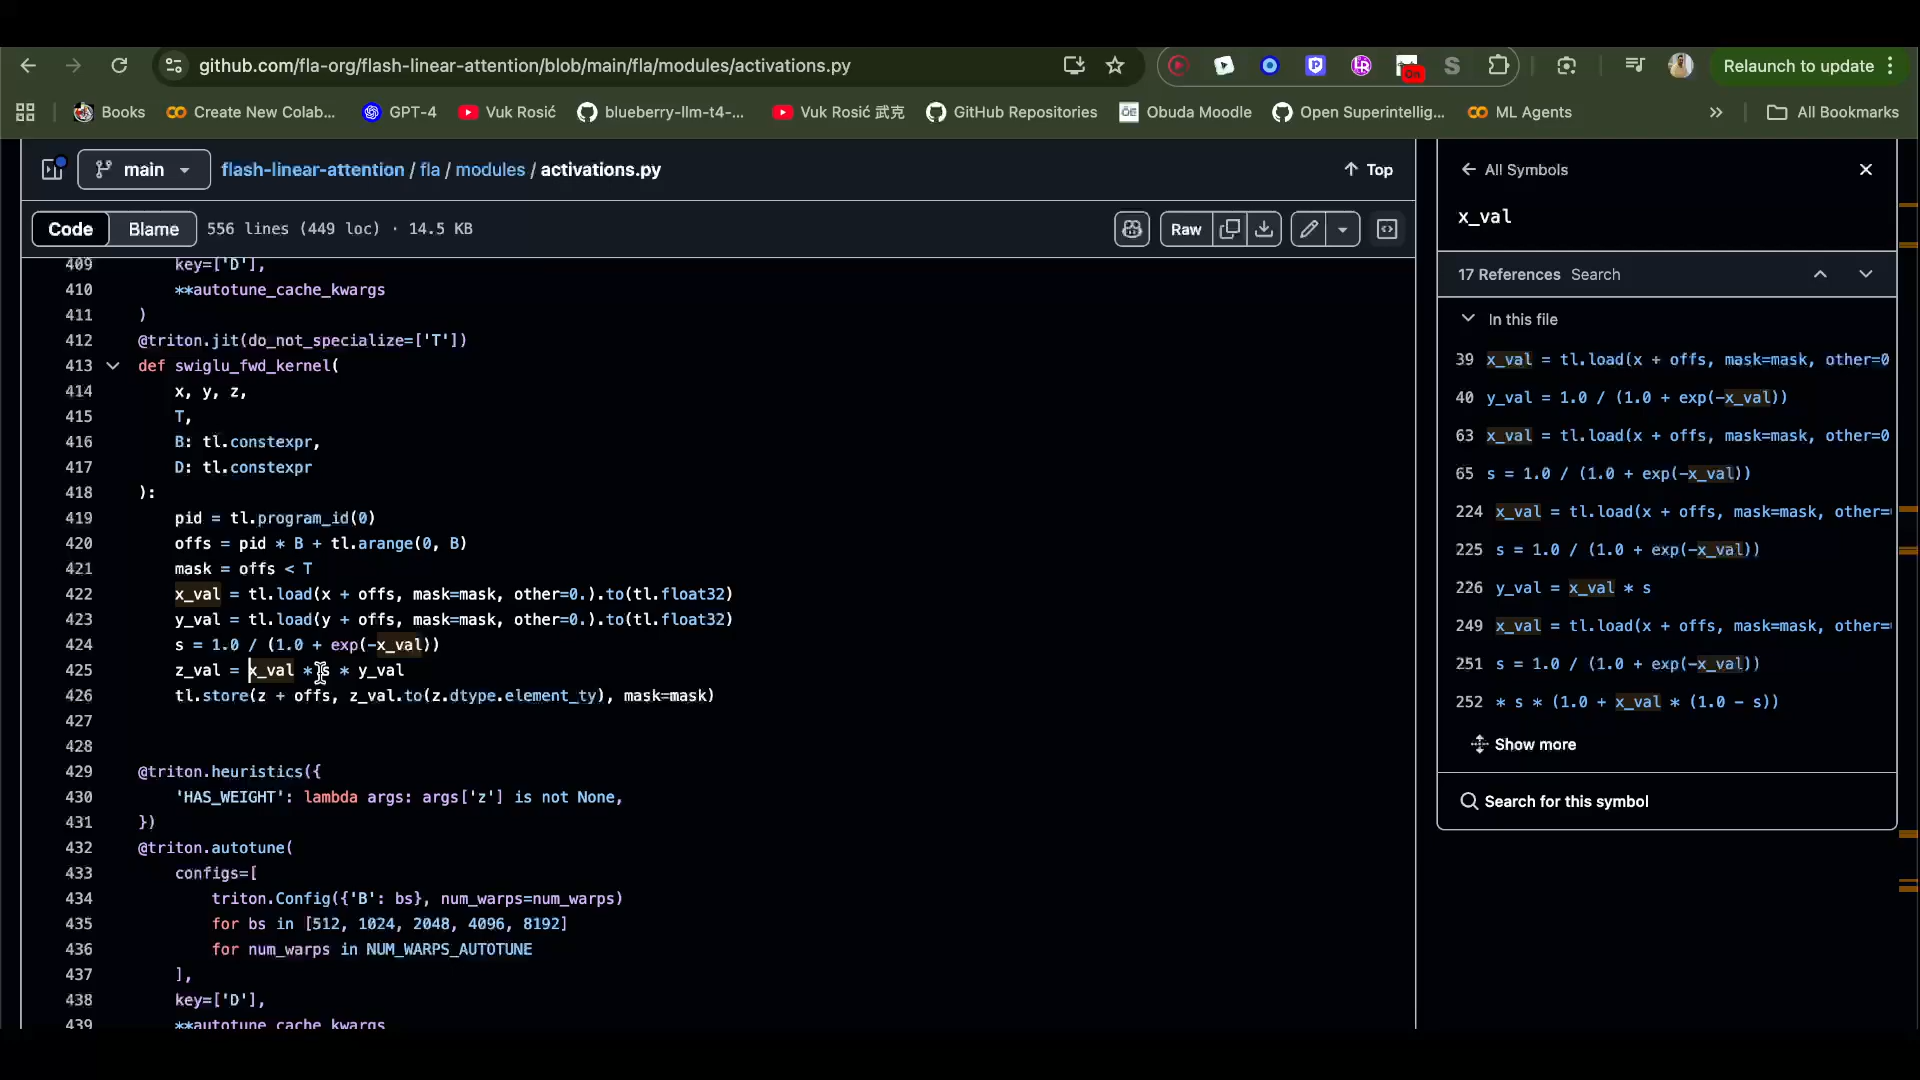 github.com/fla-org/flash-linear-attention/blob/main/fla/modules/activations.py
On
S
Relaunch to update
Books
Create New Colab...
GPT-4
Vuk Rosić
blueberry-llm-t4-...
Vuk Rosić 武克
GitHub Repositories
Obuda Moodle
Open Superintellig...
ML Agents
All Bookmarks
main
flash-linear-attention / fla / modules / activations.py
Top
Code
Blame
556 lines (449 loc) · 14.5 KB
Raw
409 key=['D'],
410 **autotune_cache_kwargs
411 )
412 @triton.jit(do_not_specialize=['T'])
413 def swiglu_fwd_kernel(
414 x, y, z,
415 T,
416 B: tl.constexpr,
417 D: tl.constexpr
418 ):
419 pid = tl.program_id(0)
420 offs = pid * B + tl.arange(0, B)
421 mask = offs < T
422 x_val = tl.load(x + offs, mask=mask, other=0.).to(tl.float32)
423 y_val = tl.load(y + offs, mask=mask, other=0.).to(tl.float32)
424 s = 1.0 / (1.0 + exp(-x_val))
425 z_val = x_val * s * y_val
426 tl.store(z + offs, z_val.to(z.dtype.element_ty), mask=mask)
427
428
429 @triton.heuristics({
430 'HAS_WEIGHT': lambda args: args['z'] is not None,
431 })
432 @triton.autotune(
433 configs=[
434 triton.Config({'B': bs}, num_warps=num_warps)
435 for bs in [512, 1024, 2048, 4096, 8192]
436 for num_warps in NUM_WARPS_AUTOTUNE
437 ],
438 key=['D'],
439 **autotune_cache_kwargs
All Symbols
x_val
17 References Search
In this file
39 x_val = tl.load(x + offs, mask=mask, other=0
40 y_val = 1.0 / (1.0 + exp(-x_val))
63 x_val = tl.load(x + offs, mask=mask, other=0
65 s = 1.0 / (1.0 + exp(-x_val))
224 x_val = tl.load(x + offs, mask=mask, other=
225 s = 1.0 / (1.0 + exp(-x_val))
226 y_val = x_val * s
249 x_val = tl.load(x + offs, mask=mask, other=
251 s = 1.0 / (1.0 + exp(-x_val))
252 * s * (1.0 + x_val * (1.0 - s))
Show more
Search for this symbol